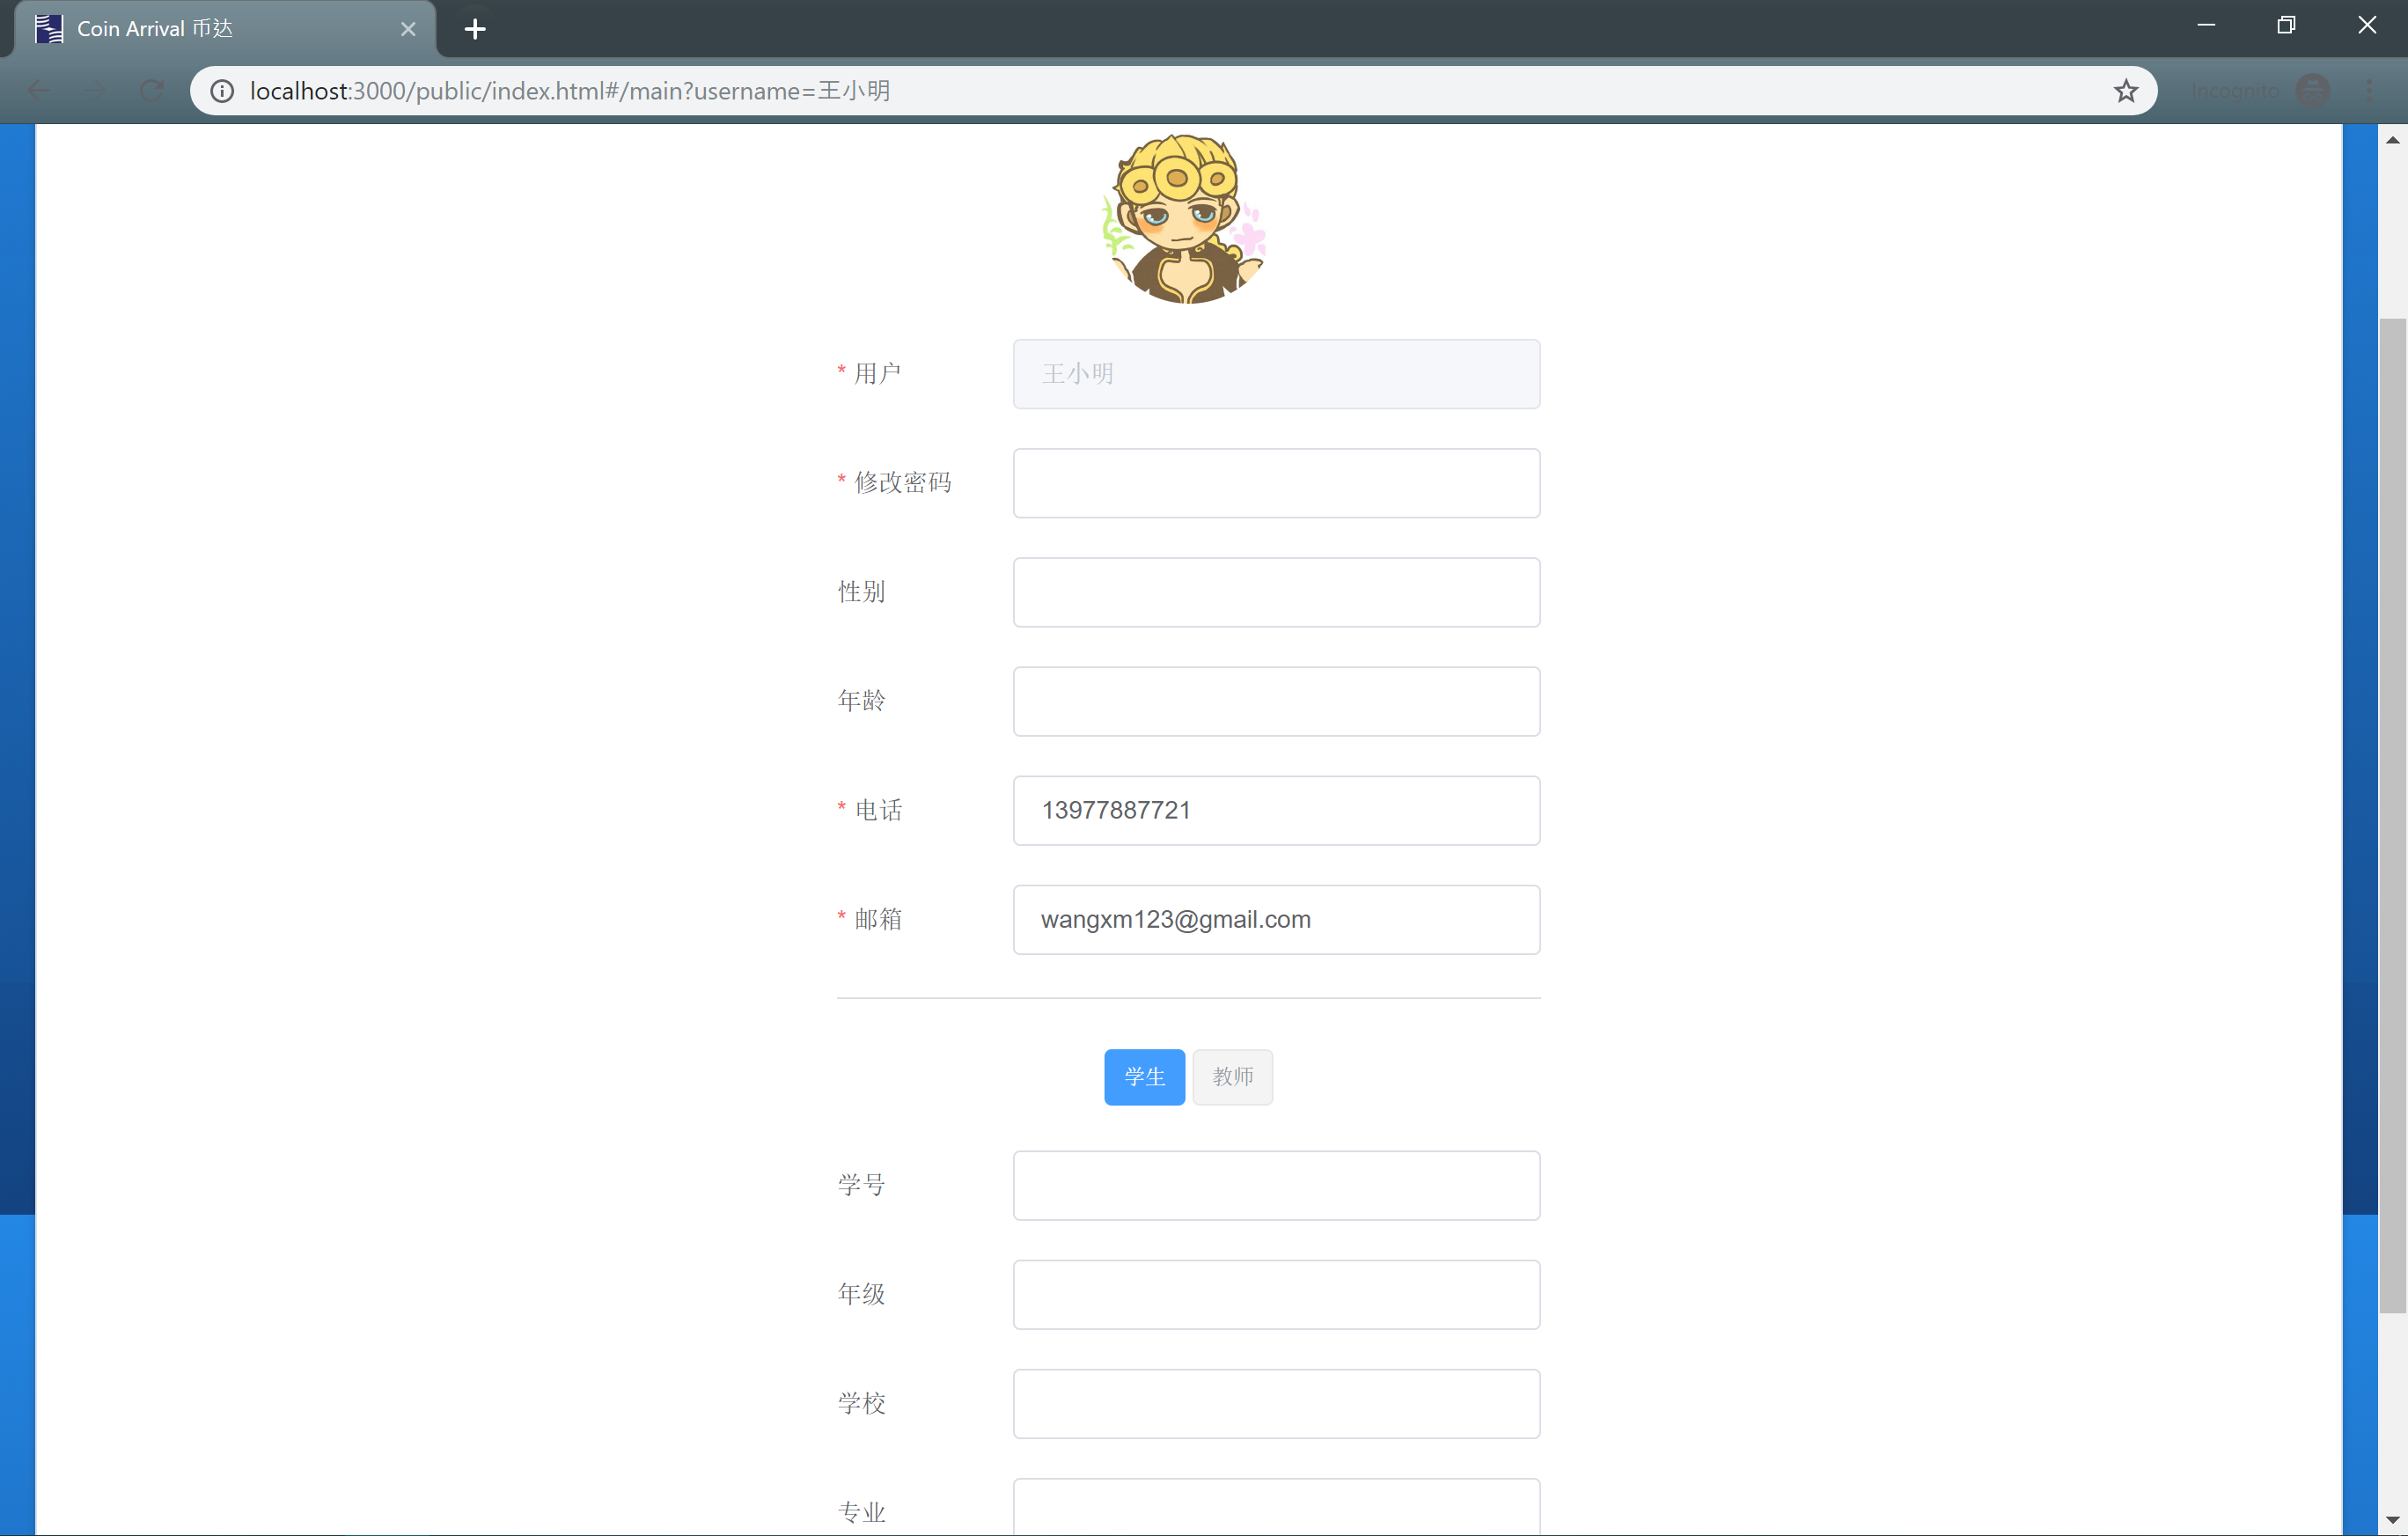 Coin Arrival 币达
localhost:3000/public/index.html#/main?username=王小明
Incognito
* 用户 王小明
* 修改密码
性别
年龄
* 电话 13977887721
* 邮箱 wangxm123@gmail.com
学生 教师
学号
年级
学校
专业